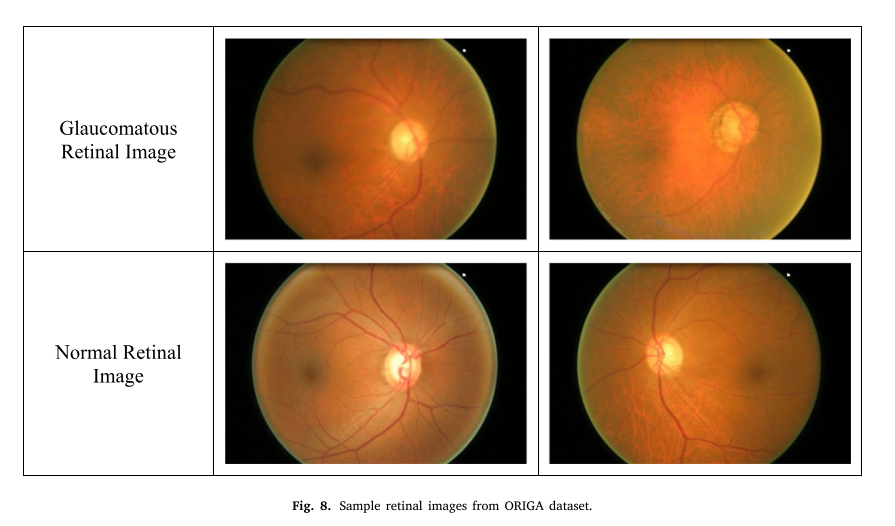 Glaucomatous
Retinal Image
Normal Retinal
Image
Fig. 8. Sample retinal images from ORIGA dataset.